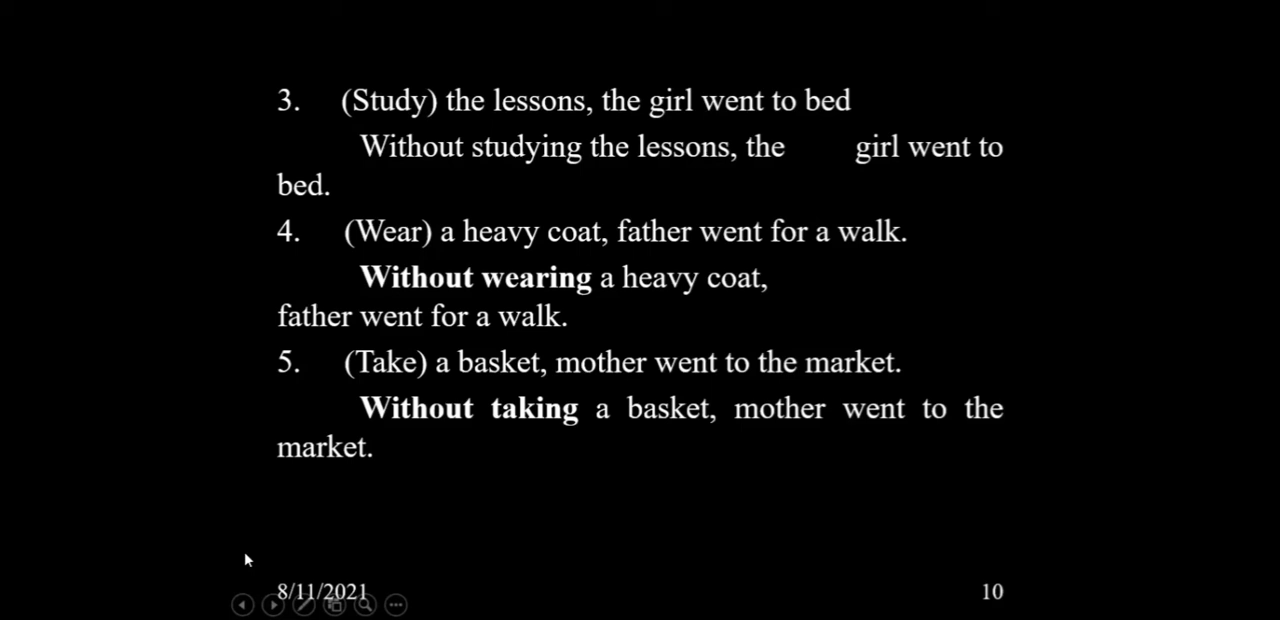 3. (Study) the lessons, the girl went to bed
Without studying the lessons, the girl went to
bed.
4. (Wear) a heavy coat, father went for a walk.
Without wearing a heavy coat,
father went for a walk.
5. (Take) a basket, mother went to the market.
Without taking a basket, mother went to the
market.
8/11/2021 10